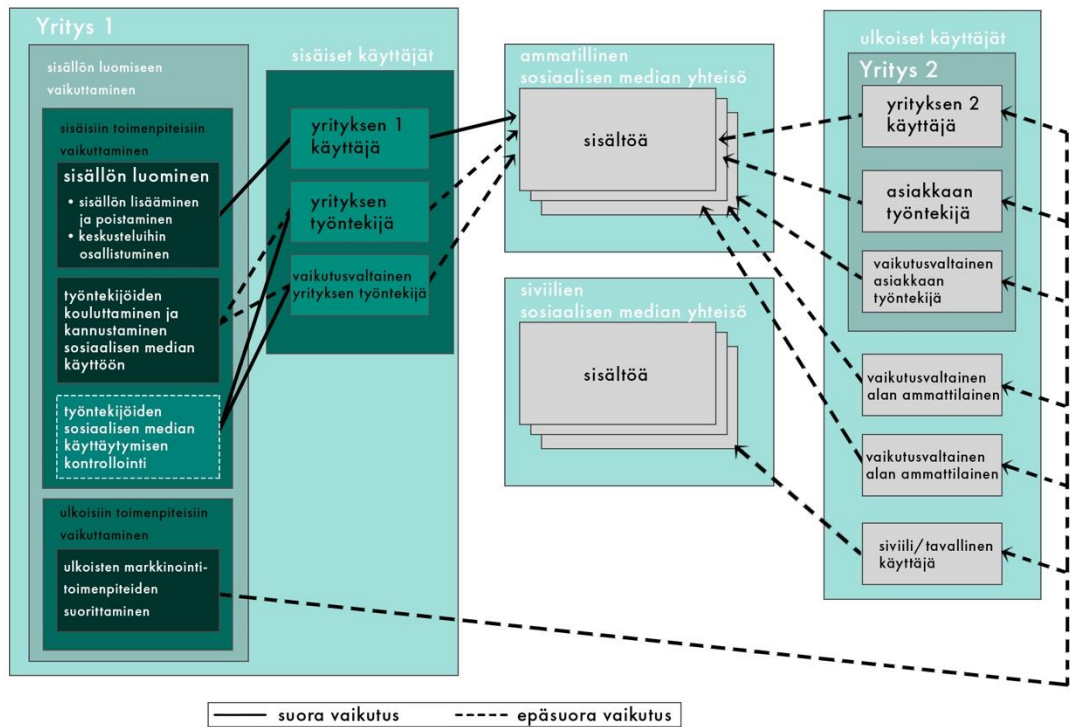 Yritys 1
sisällön luomiseen
vaikuttaminen
sisäisiin toimenpiteisiin
vaikuttaminen
sisällön luominen
• sisällön lisääminen
ja poistaminen
• keskusteluihin
osallistuminen
työntekijöiden
kouluttaminen ja
kannustaminen
sosiaalisen median
käyttöön
työntekijöiden
sosiaalisen median
käyttäytymisen
kontrollointi
ulkoisiin toimenpiteisiin
vaikuttaminen
ulkoisten markkinointi-
toimenpiteiden
suorittaminen
sisäiset käyttäjät
yrityksen 1
käyttäjä
yrityksen
työntekijä
vaikutusvaltainen
yrityksen työntekijä
ammatillinen
sosiaalisen median yhteisö
sisältöä
siviilien
sosiaalisen median yhteisö
sisältöä
ulkoiset käyttäjät
Yritys 2
yrityksen 2
käyttäjä
asiakkaan
työntekijä
vaikutusvaltainen
asiakkaan
työntekijä
vaikutusvaltainen
alan ammattilainen
vaikutusvaltainen
alan ammattilainen
siviili/tavallinen
käyttäjä
suora vaikutus
epäsuora vaikutus